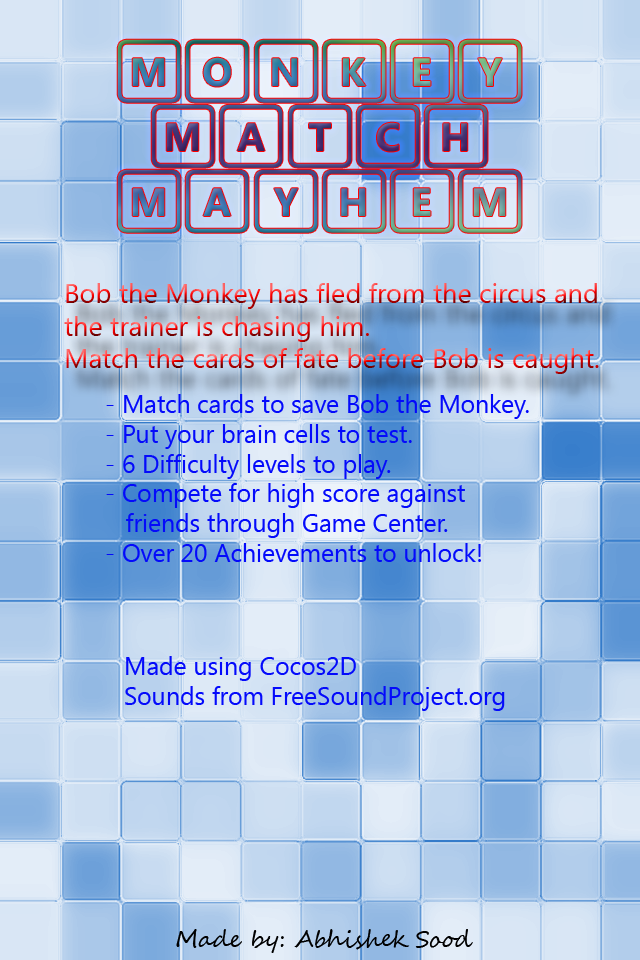 MONKEY
MATCH
MAYHEM
Bob the Monkey has fled from the circus and
the trainer is chasing him.
Match the cards of fate before Bob is caught.
- Match cards to save Bob the Monkey.
- Put your brain cells to test.
- 6 Difficulty levels to play.
- Compete for high score against
friends through Game Center.
- Over 20 Achievements to unlock!
Made using Cocos2D
Sounds from FreeSoundProject.org
Made by: Abhishek Sood